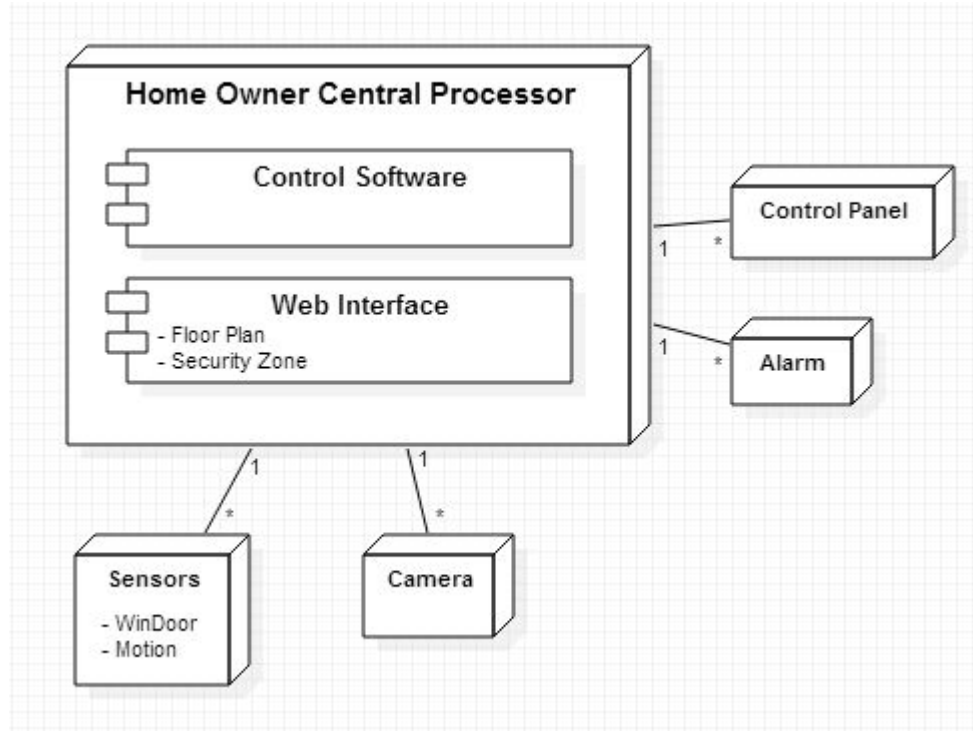 Home Owner Central Processor
Control Software
Web Interface
- Floor Plan
- Security Zone
Control Panel
1
*
Alarm
1
*
1
*
1
*
Sensors
- WinDoor
- Motion
Camera